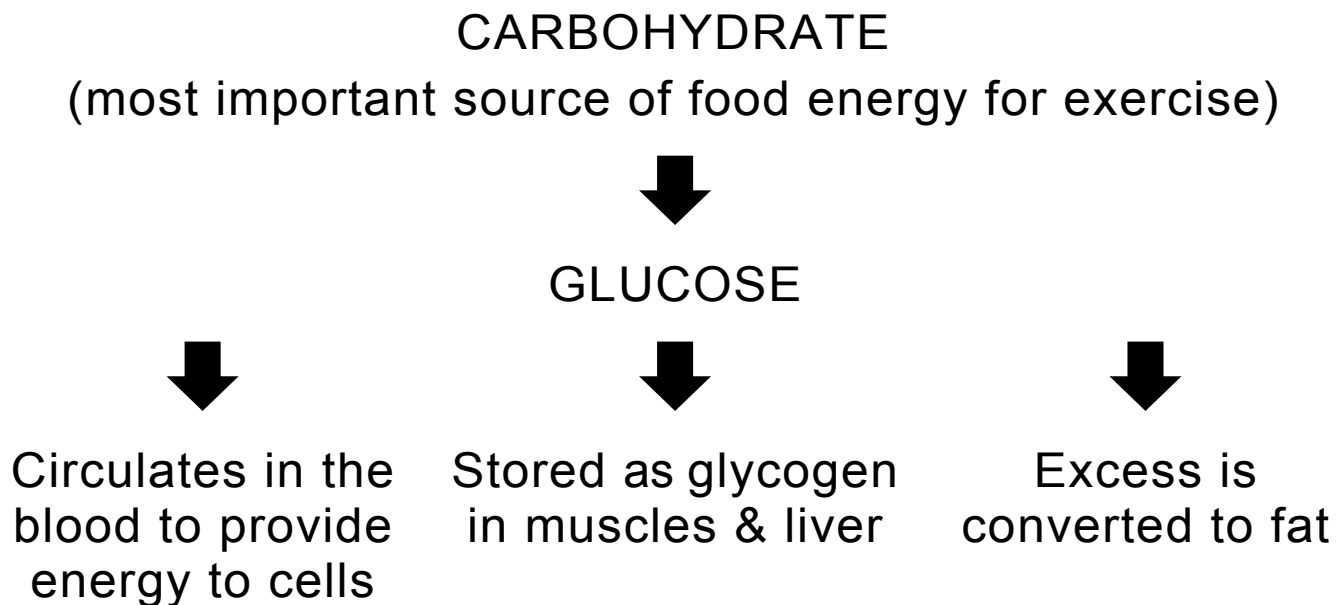 CARBOHYDRATE
(most important source of food energy for exercise)
GLUCOSE
Circulates in the
blood to provide
energy to cells
Stored as glycogen
in muscles & liver
Excess is
converted to fat